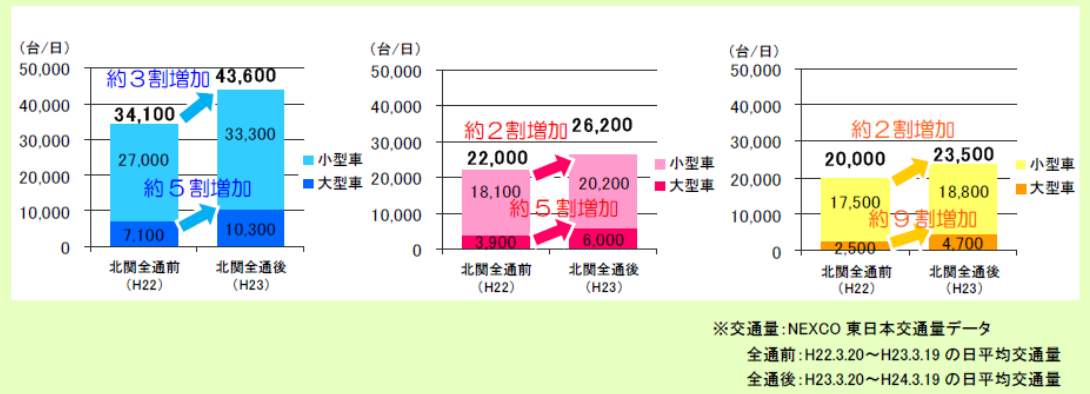 （台/日）
50,000
40,000
30,000
20,000
10,000
0
約３割増加
43,600
34,100
33,300
27,000
約５割増加
7,100
10,300
小型車
大型車
北関全通前
（H22）
北関全通後
（H23）
（台/日）
50,000
40,000
30,000
20,000
10,000
0
約２割増加
26,200
22,000
18,100
20,200
約５割増加
3,900
6,000
小型車
大型車
北関全通前
（H22）
北関全通後
（H23）
（台/日）
50,000
40,000
30,000
20,000
10,000
0
約２割増加
20,000
23,500
17,500
18,800
約９割増加
2,500
4,700
小型車
大型車
北関全通前
（H22）
北関全通後
（H23）
※交通量：NEXCO 東日本交通量データ
全通前：H22.3.20～H23.3.19 の日平均交通量
全通後：H23.3.20～H24.3.19 の日平均交通量